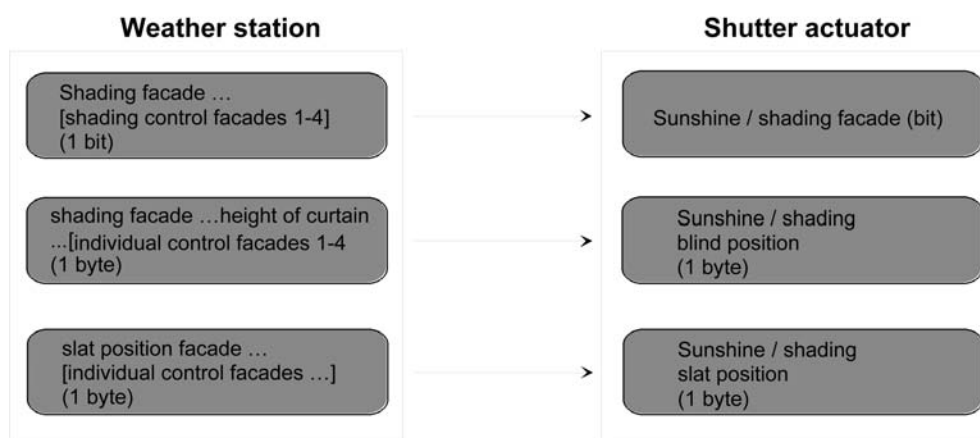 Weather station
Shading facade …
[shading control facades 1-4]
(1 bit)
shading facade …height of curtain
...[individual control facades 1-4
(1 byte)
slat position facade …
[individual control facades …]
(1 byte)
Shutter actuator
Sunshine / shading facade (bit)
Sunshine / shading
blind position
(1 byte)
Sunshine / shading
slat position
(1 byte)